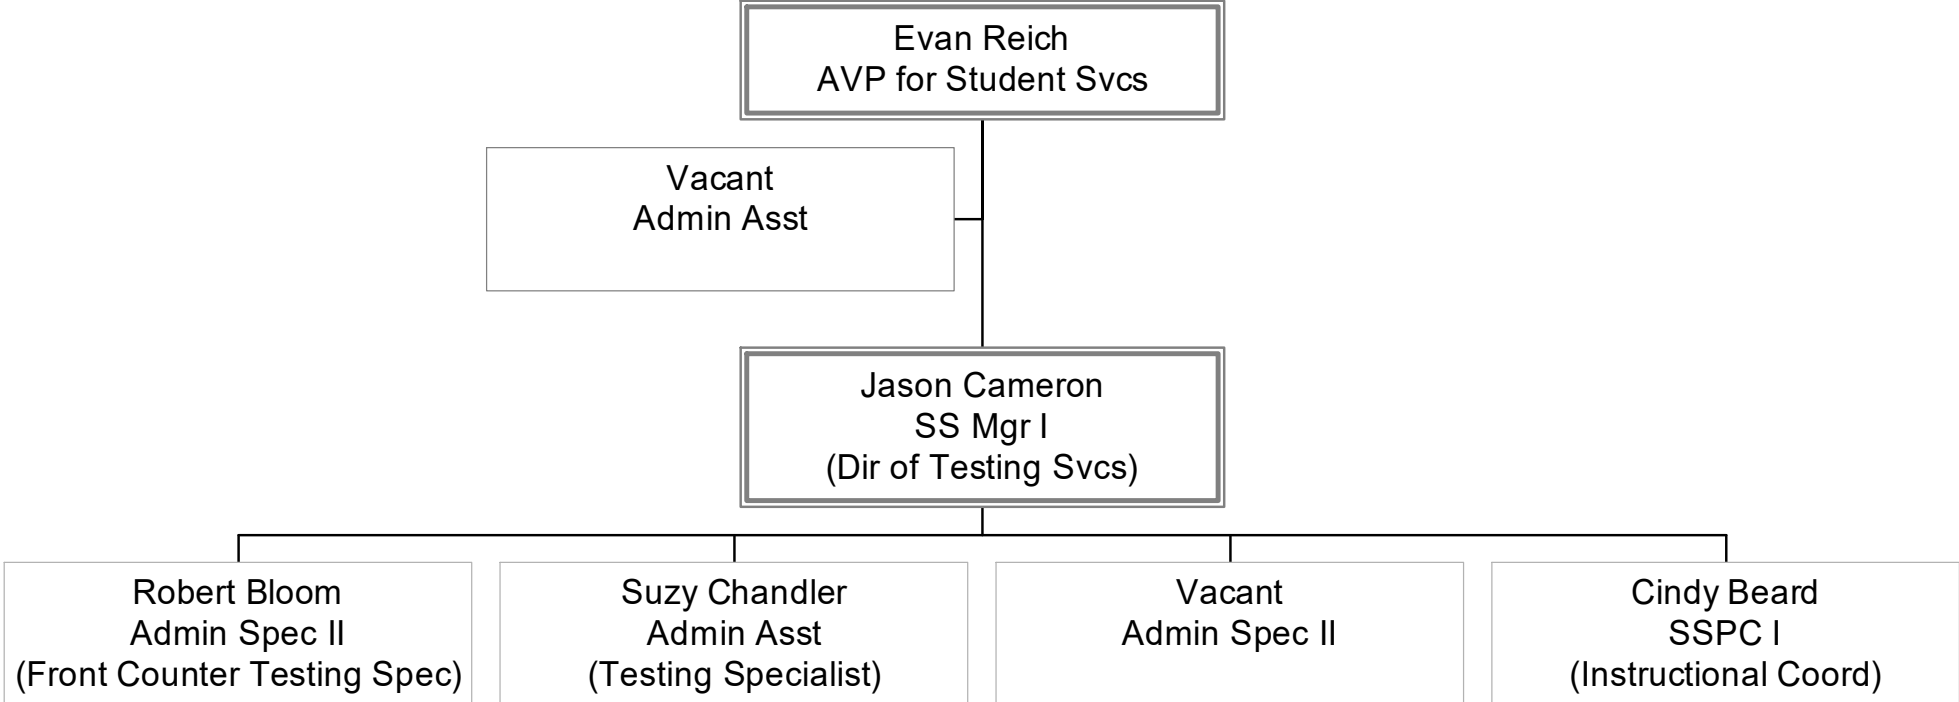 Evan Reich
AVP for Student Svcs
Vacant
Admin Asst
Jason Cameron
SS Mgr I
(Dir of Testing Svcs)
Robert Bloom
Admin Spec II
(Front Counter Testing Spec)
Suzy Chandler
Admin Asst
(Testing Specialist)
Vacant
Admin Spec II
Cindy Beard
SSPC I
(Instructional Coord)